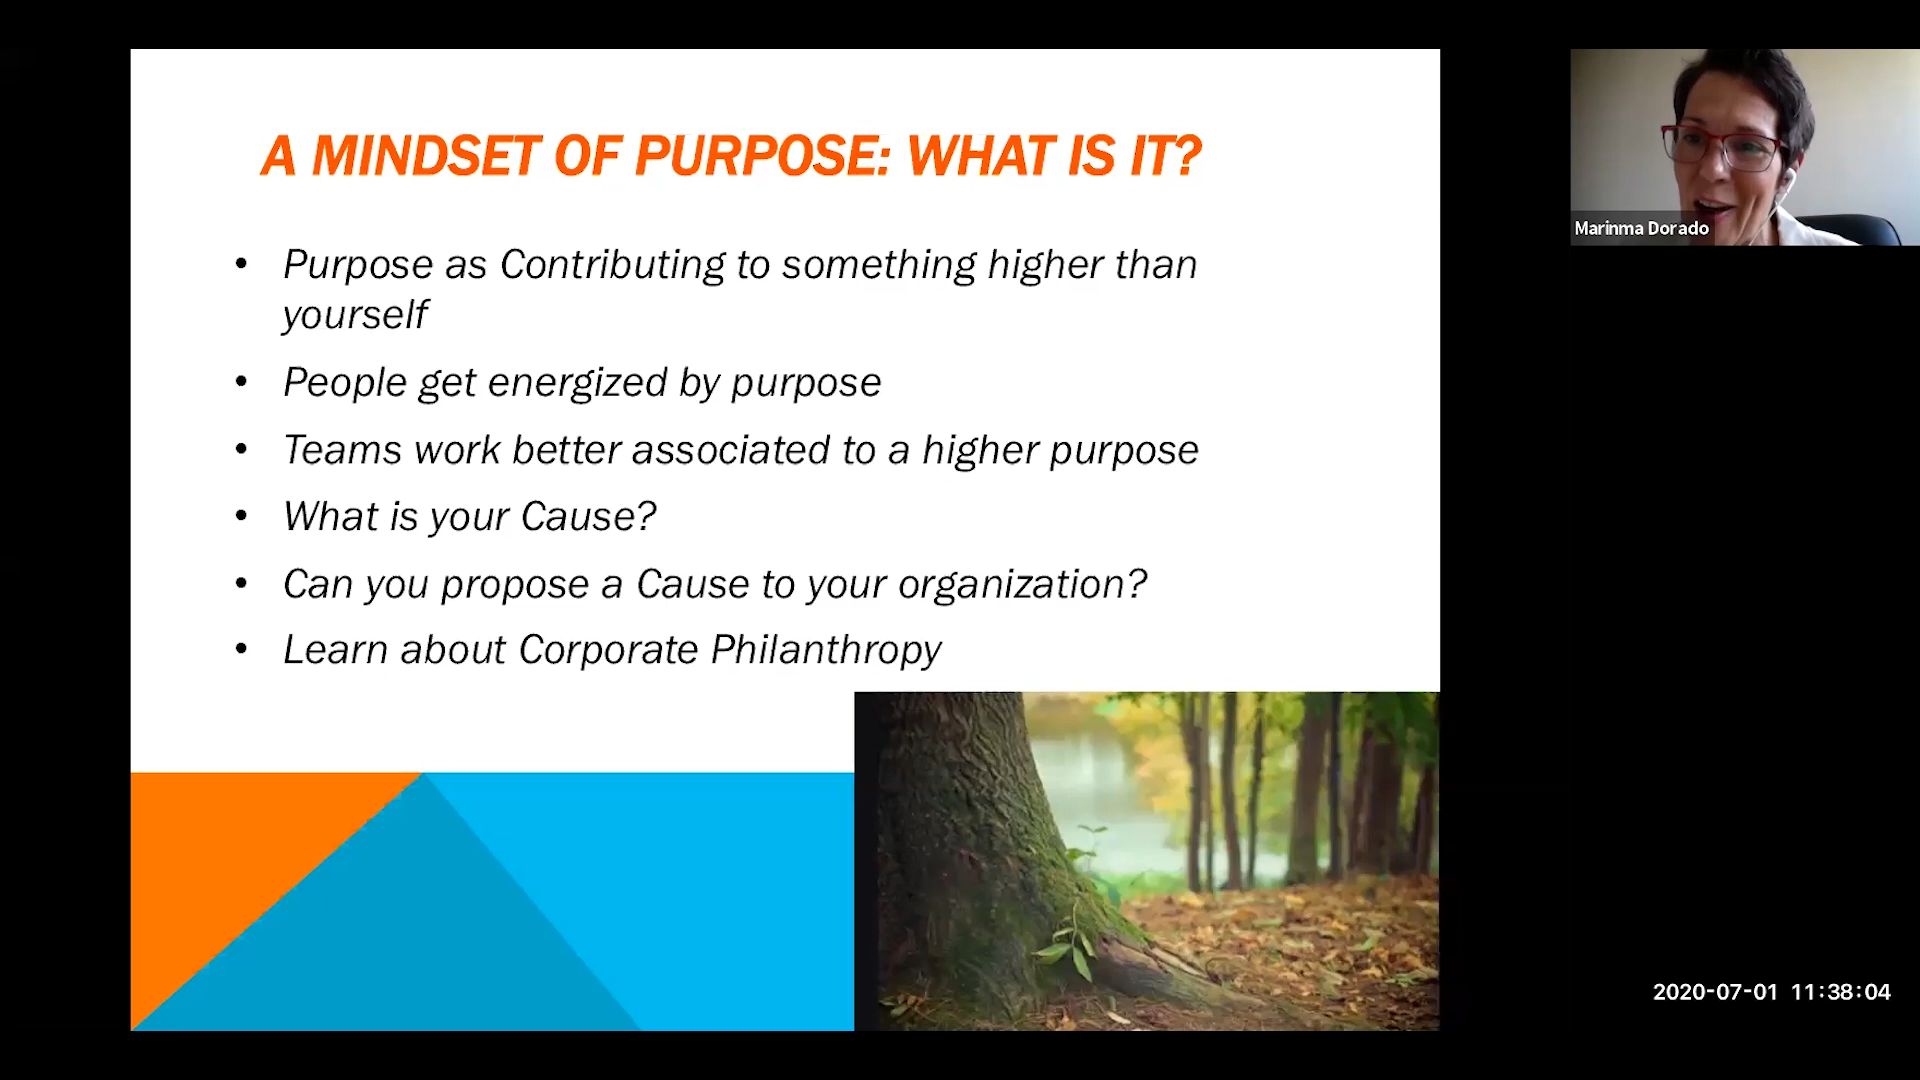 A MINDSET OF PURPOSE: WHAT IS IT?
• Purpose as Contributing to something higher than
yourself
• People get energized by purpose
• Teams work better associated to a higher purpose
• What is your Cause?
• Can you propose a Cause to your organization?
• Learn about Corporate Philanthropy
Marinma Dorado
2020-07-01 11:38:04